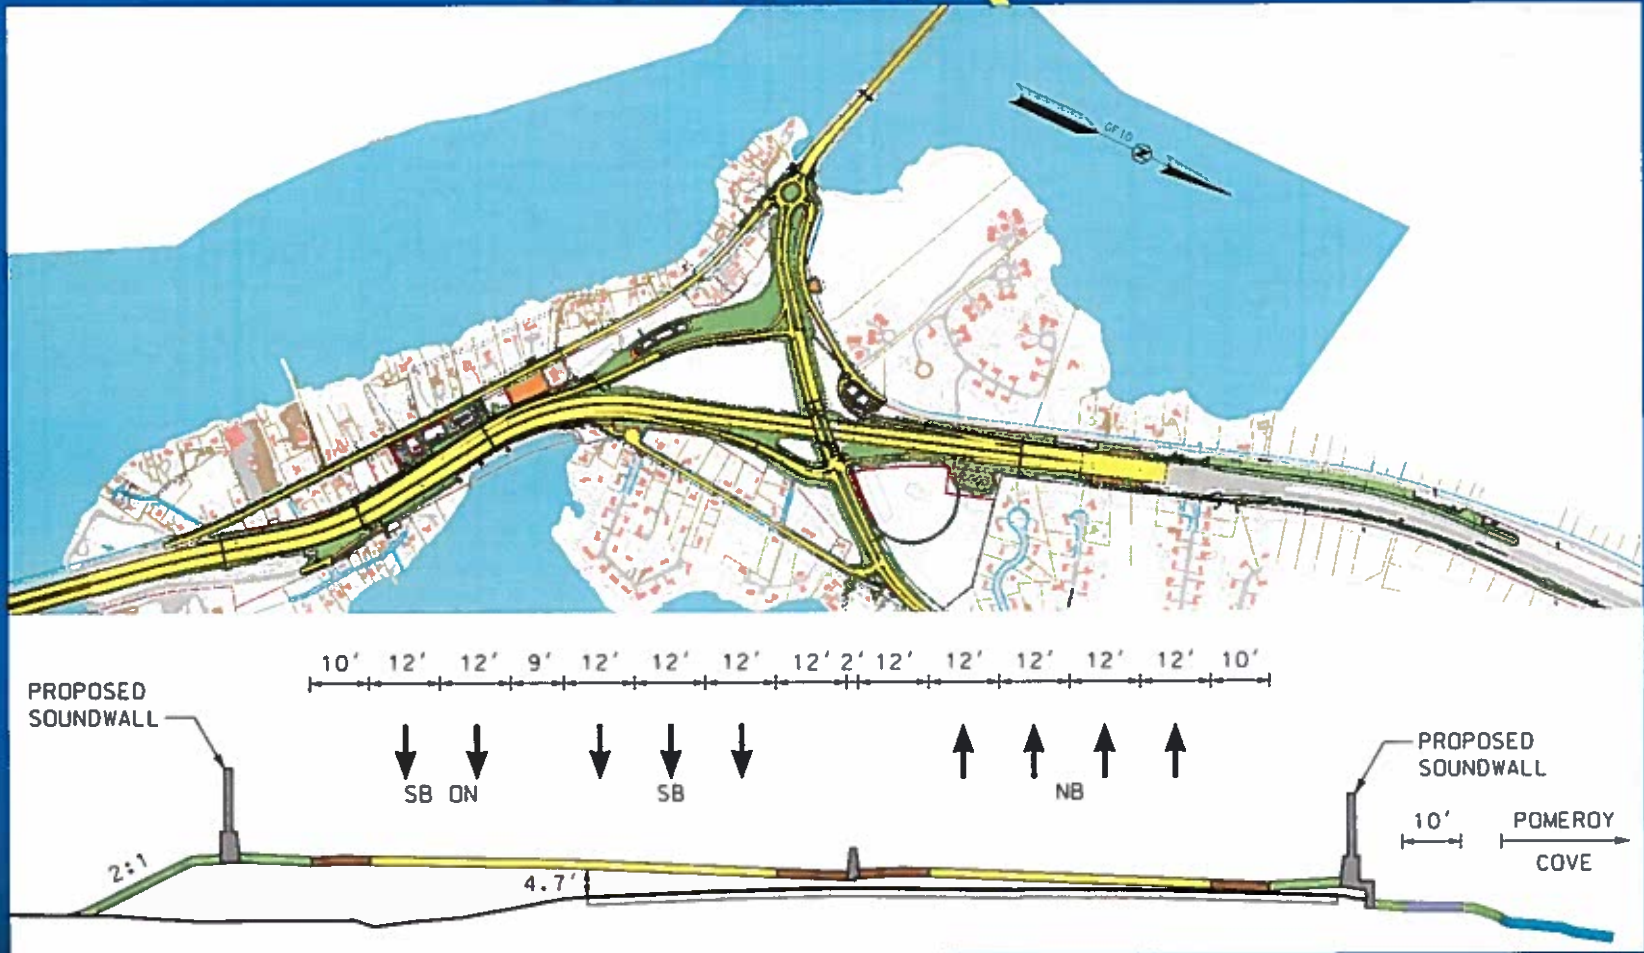 GF10
N
10' 12' 12' 9' 12' 12' 12' 12' 2' 12' 12' 12' 12' 12' 10'
PROPOSED
SOUNDWALL
SB ON
SB
NB
PROPOSED
SOUNDWALL
10'
POMEROY
COVE
2:1
4.7'